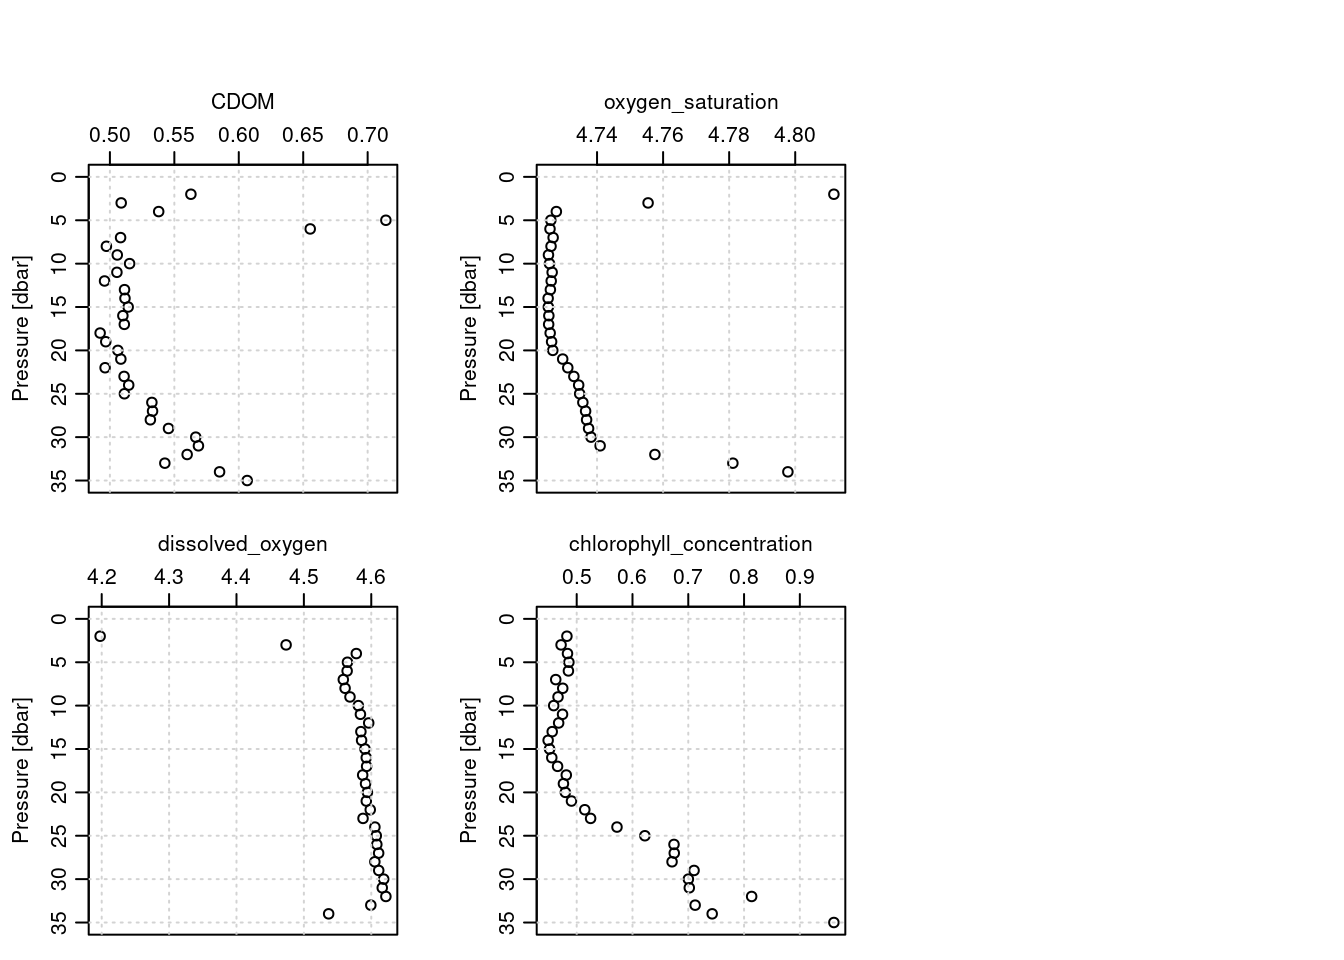 CDOM
0.50 0.55 0.60 0.65 0.70
Pressure [dbar]
0
5
10
15
20
25
30
35
oxygen_saturation
4.74 4.76 4.78 4.80
Pressure [dbar]
0
5
10
15
20
25
30
35
dissolved_oxygen
4.2 4.3 4.4 4.5 4.6
Pressure [dbar]
0
5
10
15
20
25
30
35
chlorophyll_concentration
0.5 0.6 0.7 0.8 0.9
Pressure [dbar]
0
5
10
15
20
25
30
35